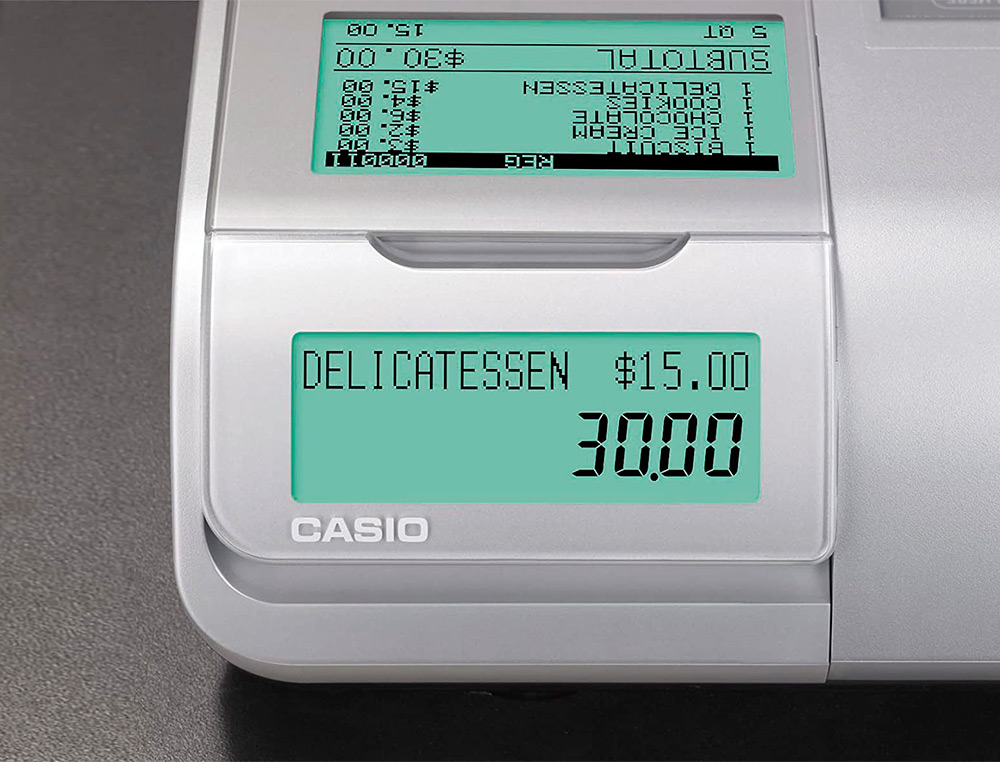 REG 000011
1 BISCUIT $3.00
1 ICE CREAM $2.00
1 CHOCOLATE $6.00
1 COOKIES $4.00
1 DELICATESSEN $15.00
SUBTOTAL $30.00
5 QT 15.00
DELICATESSEN $15.00
30.00
CASIO